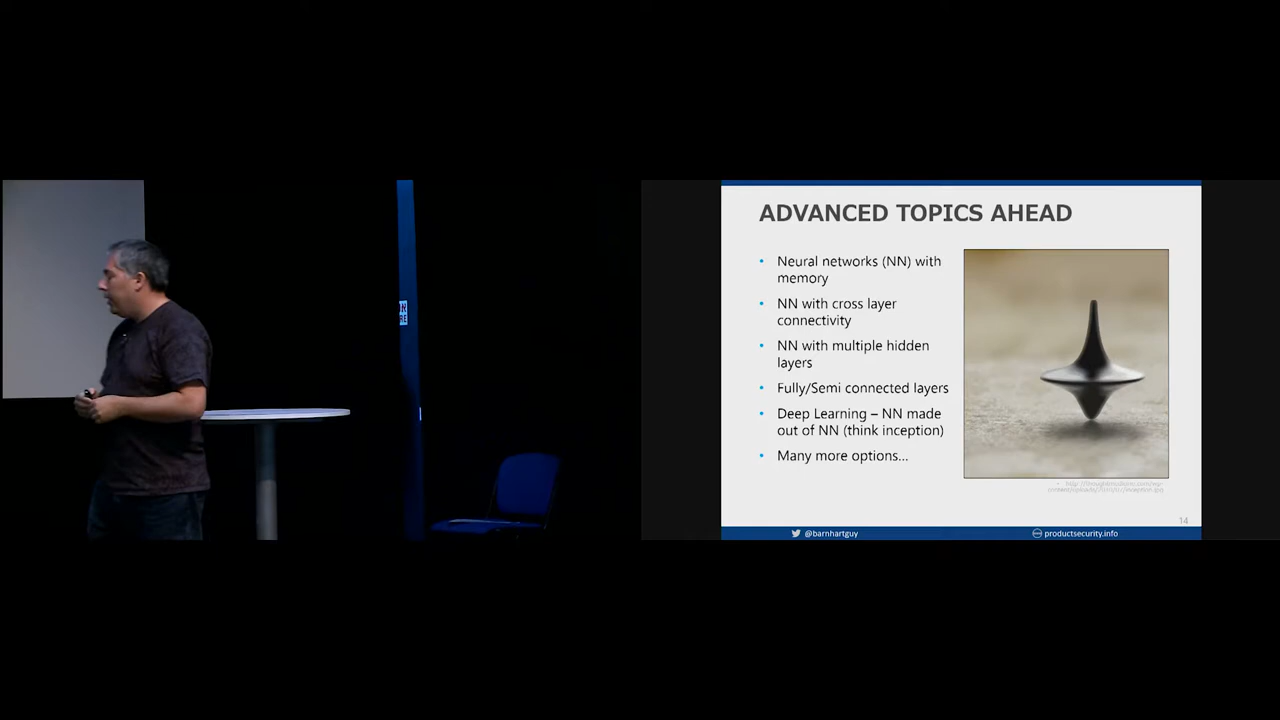 ADVANCED TOPICS AHEAD
• Neural networks (NN) with
memory
• NN with cross layer
connectivity
• NN with multiple hidden
layers
• Fully/Semi connected layers
• Deep Learning – NN made
out of NN (think inception)
• Many more options...
14
@barnhartguy
productsecurity.info